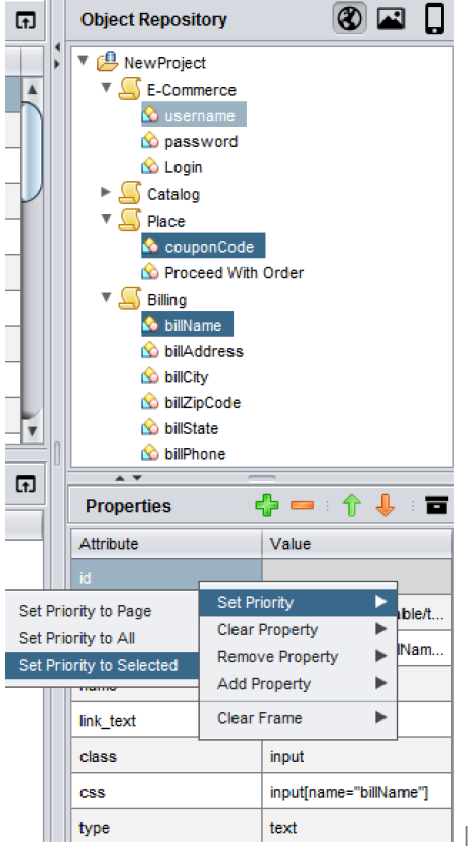 Object Repository
NewProject
E-Commerce
username
password
Login
Catalog
Place
couponCode
Proceed With Order
Billing
billName
billAddress
billCity
billZipCode
billState
billPhone
Properties
Attribute Value
id
Set Priority
Set Priority to Page
Clear Property
Set Priority to All
Remove Property
Set Priority to Selected
Add Property
name
link_text
Clear Frame
class input
css input[name="billName"]
type text